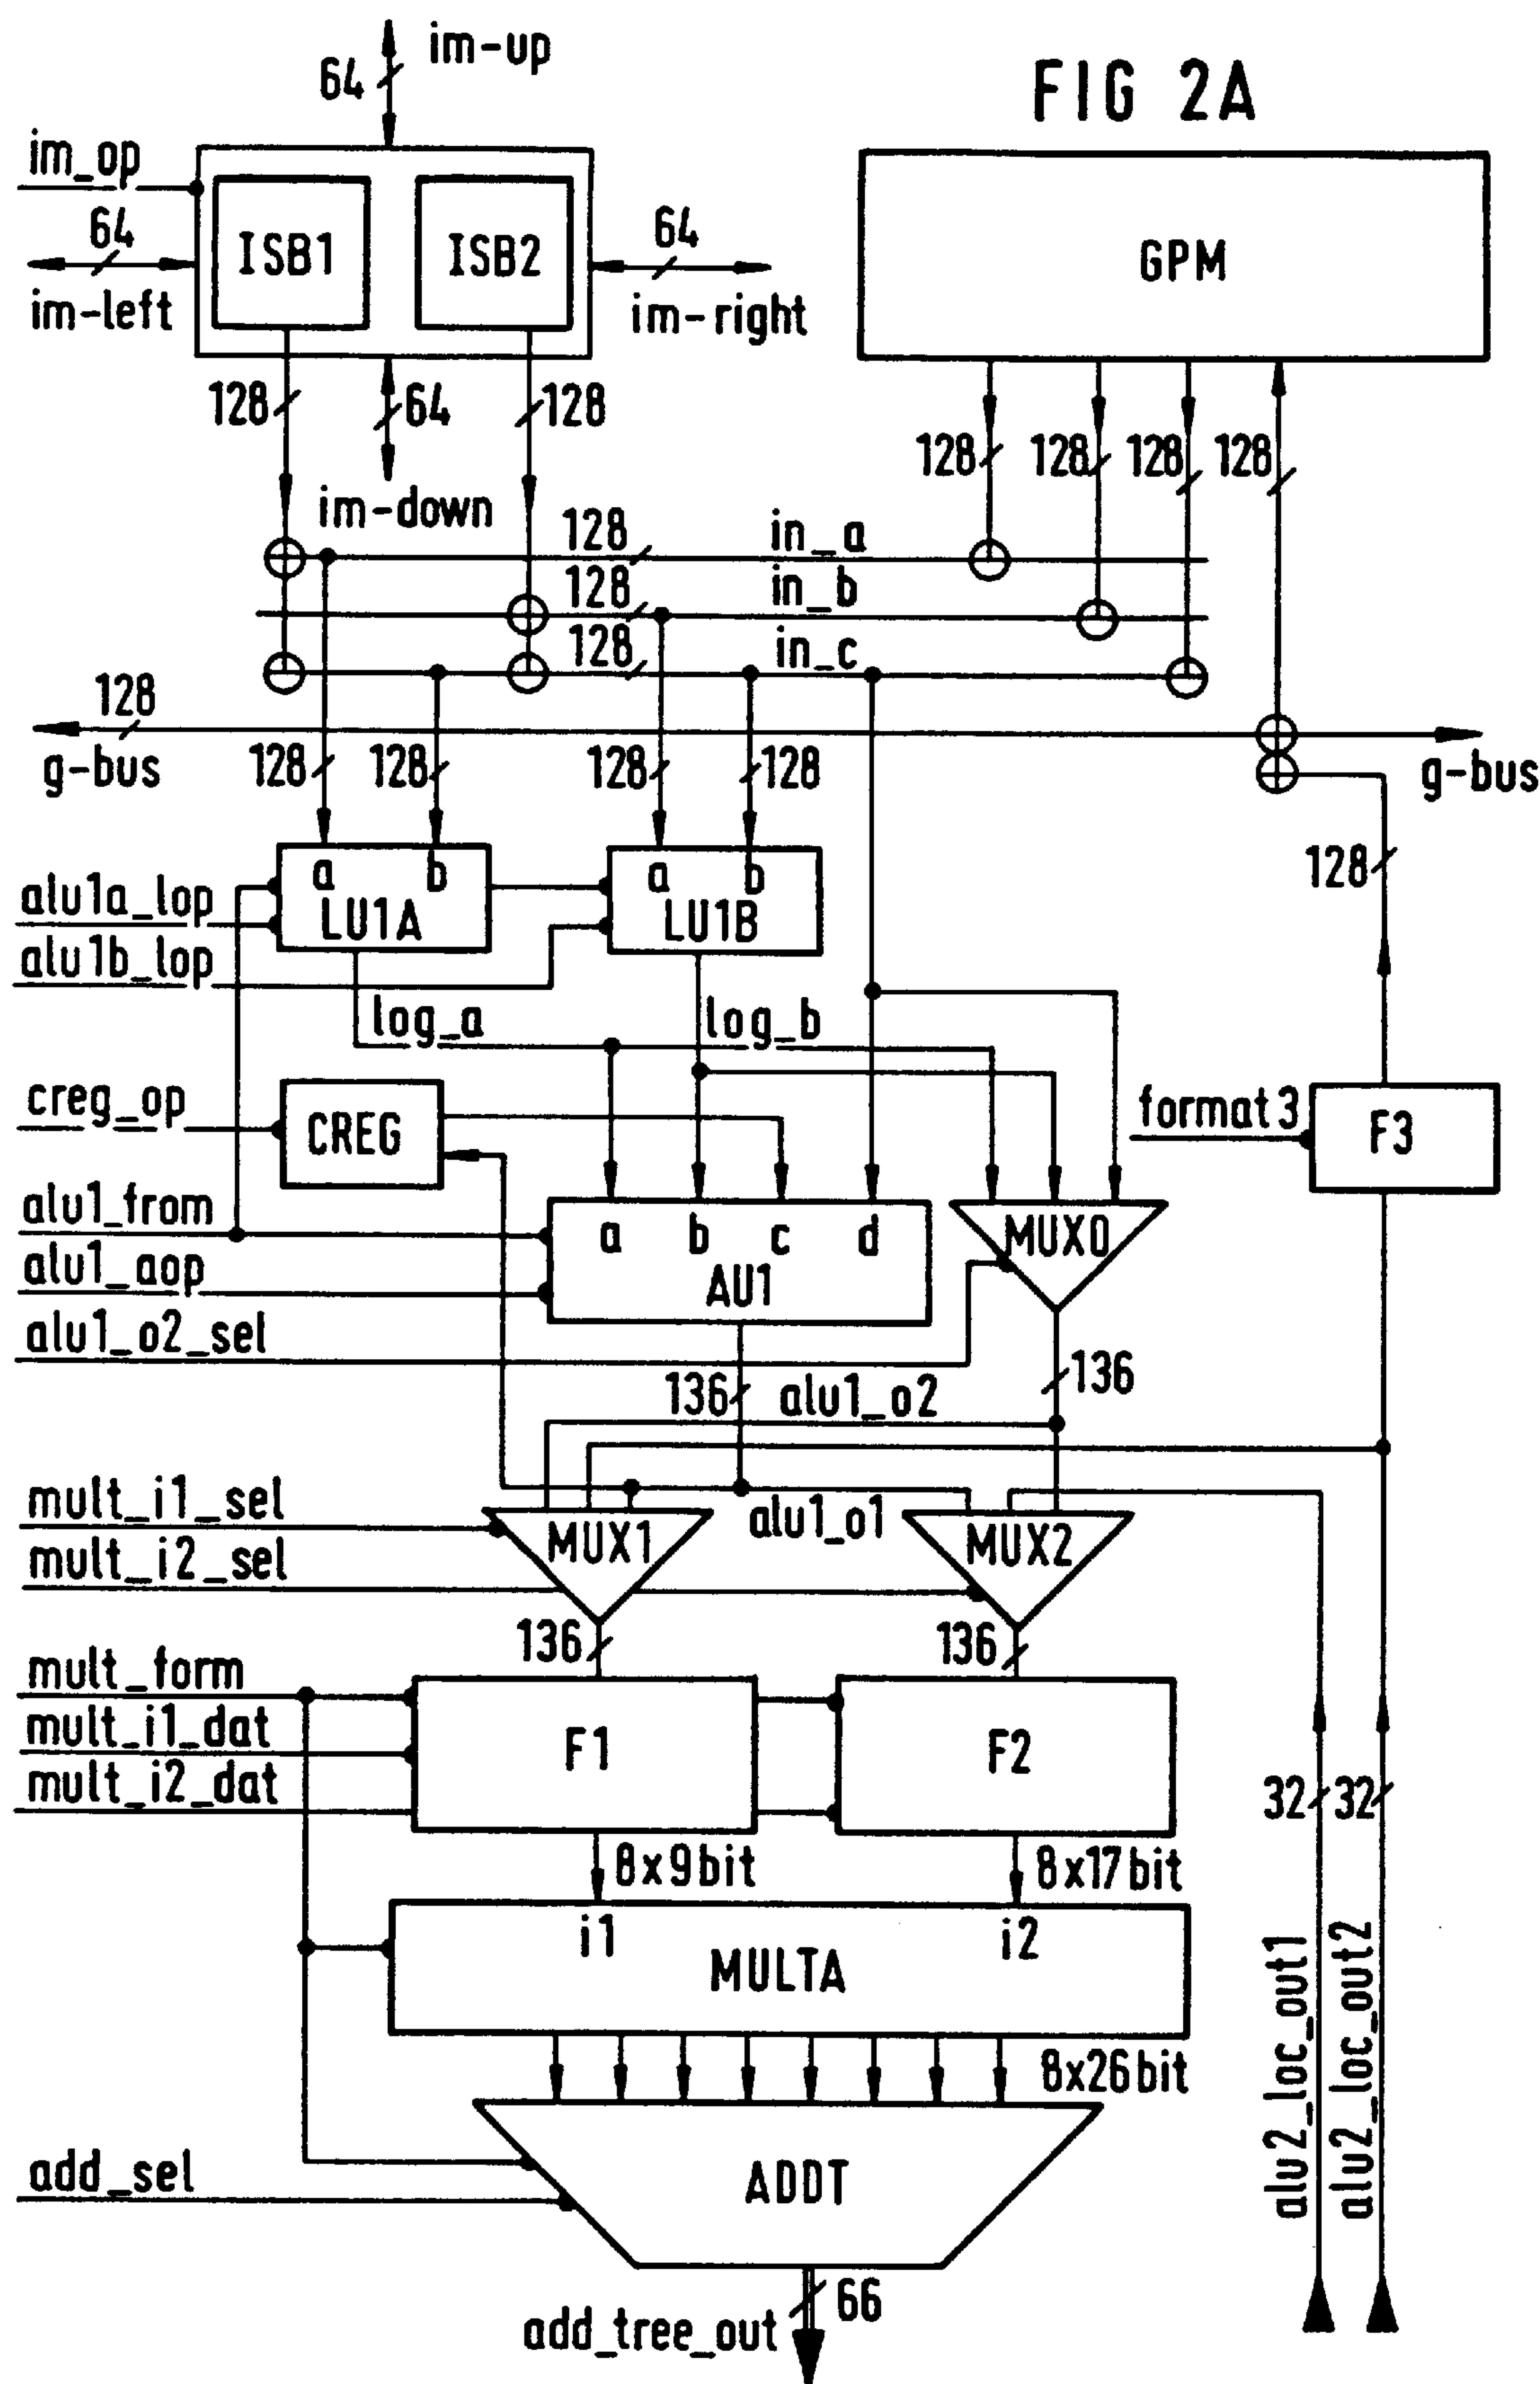 im-up
64
FIG 2A
im_op
64
ISB1
ISB2
64
GPM
im-left
im-right
128
64
128
128
128
128
128
im-down
128
in_a
128
in_b
128
in_c
128
g-bus
128
128
128
128
g-bus
128
a
b
a
b
alu1a_lop
LU1A
LU1B
alu1b_lop
log_a
log_b
creg_op
CREG
format3
F3
alu1_from
a
b
c
d
MUX0
alu1_aop
AU1
alu1_o2_sel
136
alu1_o2
136
mult_i1_sel
MUX1
alu1_o1
MUX2
mult_i2_sel
136
136
mult_form
mult_i1_dat
F1
F2
mult_i2_dat
32
32
8x9bit
8x17bit
i1
i2
MULTA
alu2_loc_out1
alu2_loc_out2
8x26bit
add_sel
ADDT
66
add_tree_out